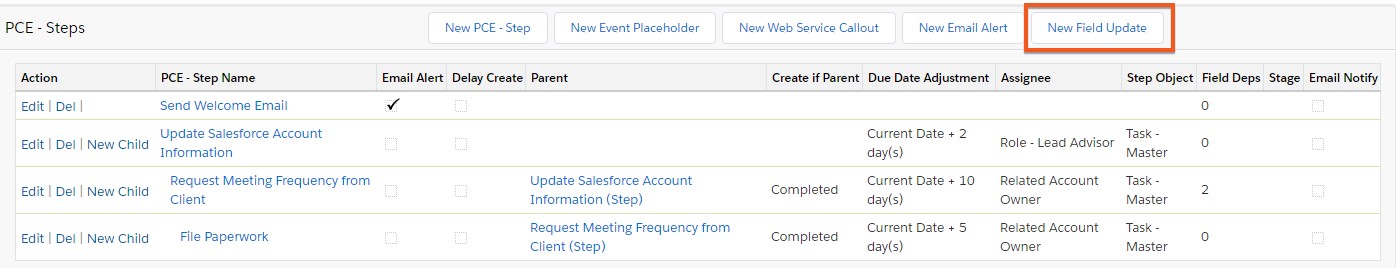 PCE - Steps
New PCE - Step
New Event Placeholder
New Web Service Callout
New Email Alert
New Field Update
Action PCE - Step Name Email Alert Delay Create Parent Create if Parent Due Date Adjustment Assignee Step Object Field Deps Stage Email Notify
Edit | Del | Send Welcome Email 0
Edit | Del | New Child Update Salesforce Account Information Current Date + 2 day(s) Role - Lead Advisor Task - Master 0
Edit | Del | New Child Request Meeting Frequency from Client Update Salesforce Account Information (Step) Completed Current Date + 10 day(s) Related Account Owner Task - Master 2
Edit | Del | New Child File Paperwork Request Meeting Frequency from Client (Step) Completed Current Date + 5 day(s) Related Account Owner Task - Master 0